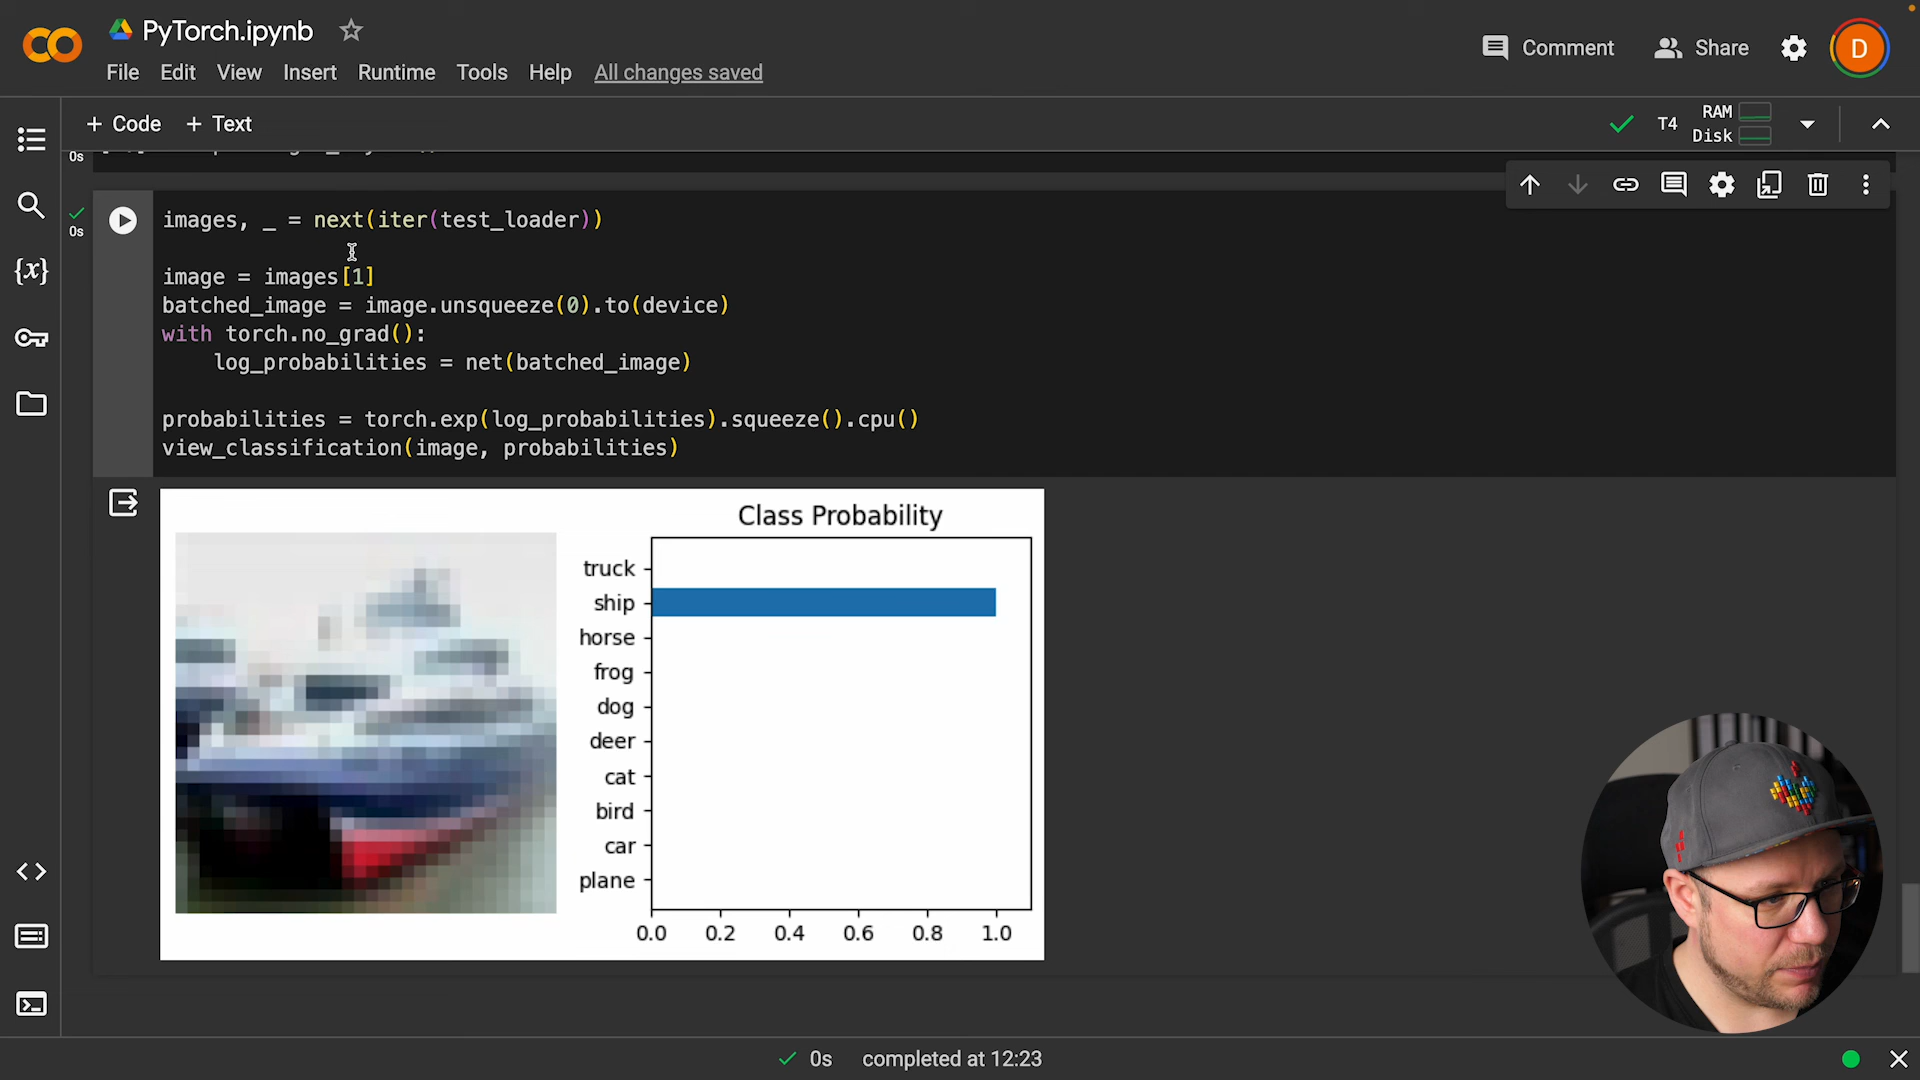 PyTorch.ipynb
Comment
Share
D
File Edit View Insert Runtime Tools Help All changes saved
+ Code + Text
T4
RAM
Disk
0s
0s
images, _ = next(iter(test_loader))
image = images[1]
batched_image = image.unsqueeze(0).to(device)
with torch.no_grad():
log_probabilities = net(batched_image)
probabilities = torch.exp(log_probabilities).squeeze().cpu()
view_classification(image, probabilities)
{x}
Class Probability
truck
ship
horse
frog
dog
deer
cat
bird
car
plane
0.0 0.2 0.4 0.6 0.8 1.0
0s completed at 12:23